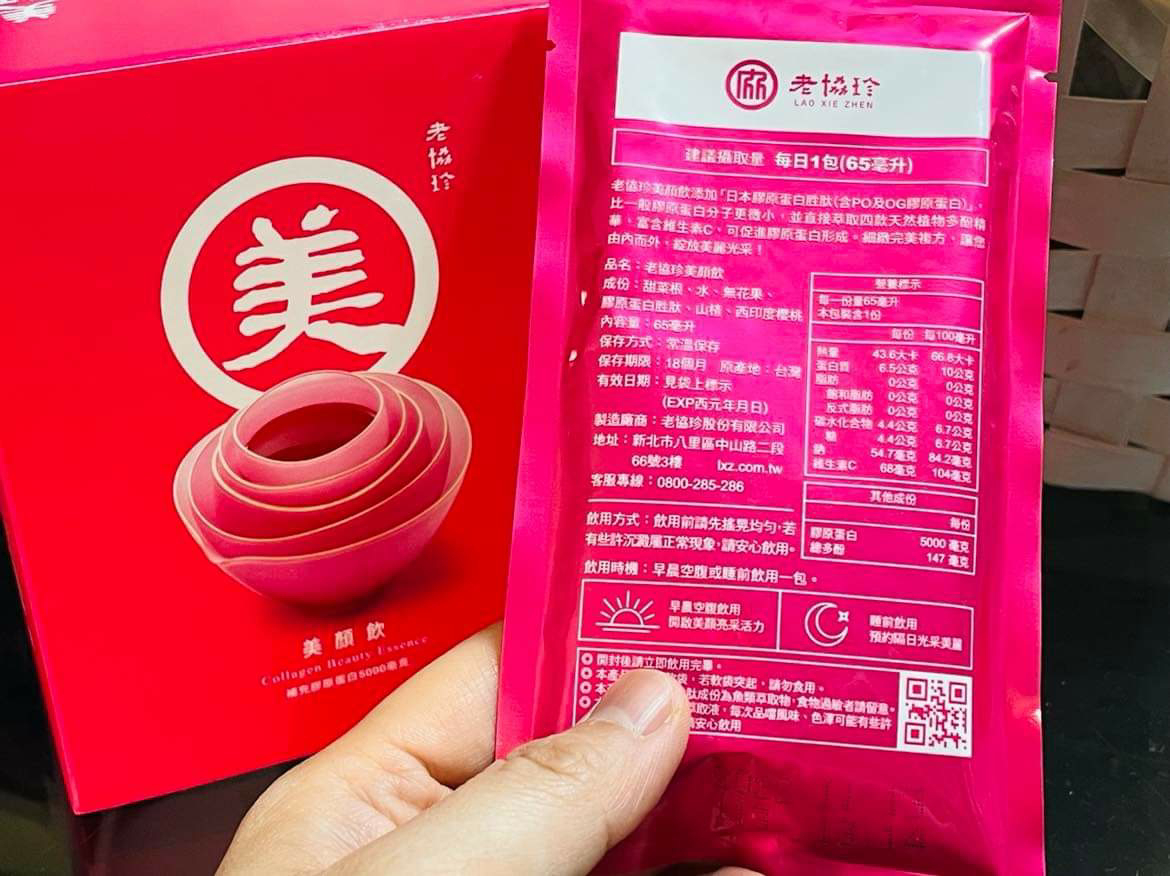 老協珍
美
美顏飲
Collagen Beauty Essence
補充膠原蛋白5000毫克
老協珍
LAO XIE ZHEN
建議攝取量 每日1包(65毫升)
老協珍美顏飲添加「日本膠原蛋白胜肽(含PO及OG膠原蛋白)」,
比一般膠原蛋白分子更微小,並直接萃取四款天然植物多酚精
華、富含維生素C、可促進膠原蛋白形成。細緻完美複方、讓您
由內而外、綻放美麗光采!
品名:老協珍美顏飲
成份:甜菜根、水、無花果、
膠原蛋白胜肽、山楂、西印度櫻桃
內容量:65毫升
保存方式:常溫保存
保存期限:18個月 原產地:台灣
有效日期:見袋上標示
(EXP西元年月日)
製造廠商:老協珍股份有限公司
地址:新北市八里區中山路二段
66號3樓 lxz.com.tw
客服專線:0800-285-286
營養標示
每一份量65毫升
本包裝含1份
每份 每100毫升
熱量 43.6大卡 66.8大卡
蛋白質 6.5公克 10公克
脂肪 0公克 0公克
飽和脂肪 0公克 0公克
反式脂肪 0公克 0公克
碳水化合物 4.4公克 6.7公克
糖 4.4公克 6.7公克
鈉 54.7毫克 84.2毫克
維生素C 68毫克 104毫克
其他成份
每份
膠原蛋白 5000 毫克
總多酚 147 毫克
飲用方式:飲用前請先搖晃均勻,若
有些許沉澱屬正常現象,請安心飲用。
飲用時機:早晨空腹或睡前飲用一包。
早晨空腹飲用
開啟美顏亮采活力
睡前飲用
預約隔日光采美麗
開封後請立即飲用完畢。
本產 袋,若軟袋突起,請勿食用。
本 肽成份為魚類萃取物,食物過敏者請留意。
萃取液,每次品嚐風味、色澤可能有些許
安心飲用